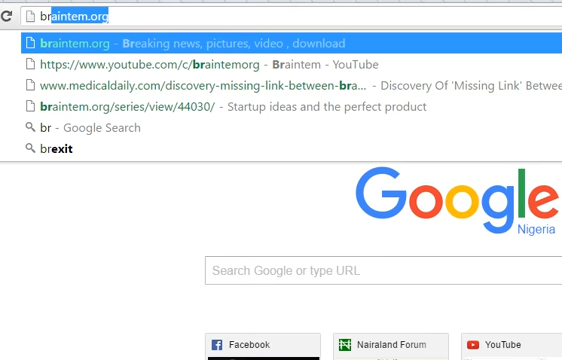 braintem.org
braintem.org - Breaking news, pictures, video , download
https://www.youtube.com/c/braintemorg - Braintem - YouTube
www.medicaldaily.com/discovery-missing-link-between-bra... - Discovery Of 'Missing Link' Betwe
braintem.org/series/view/44030/ - Startup ideas and the perfect product
br - Google Search
brexit
Google
Nigeria
Search Google or type URL
Facebook
Nairaland Forum
YouTube